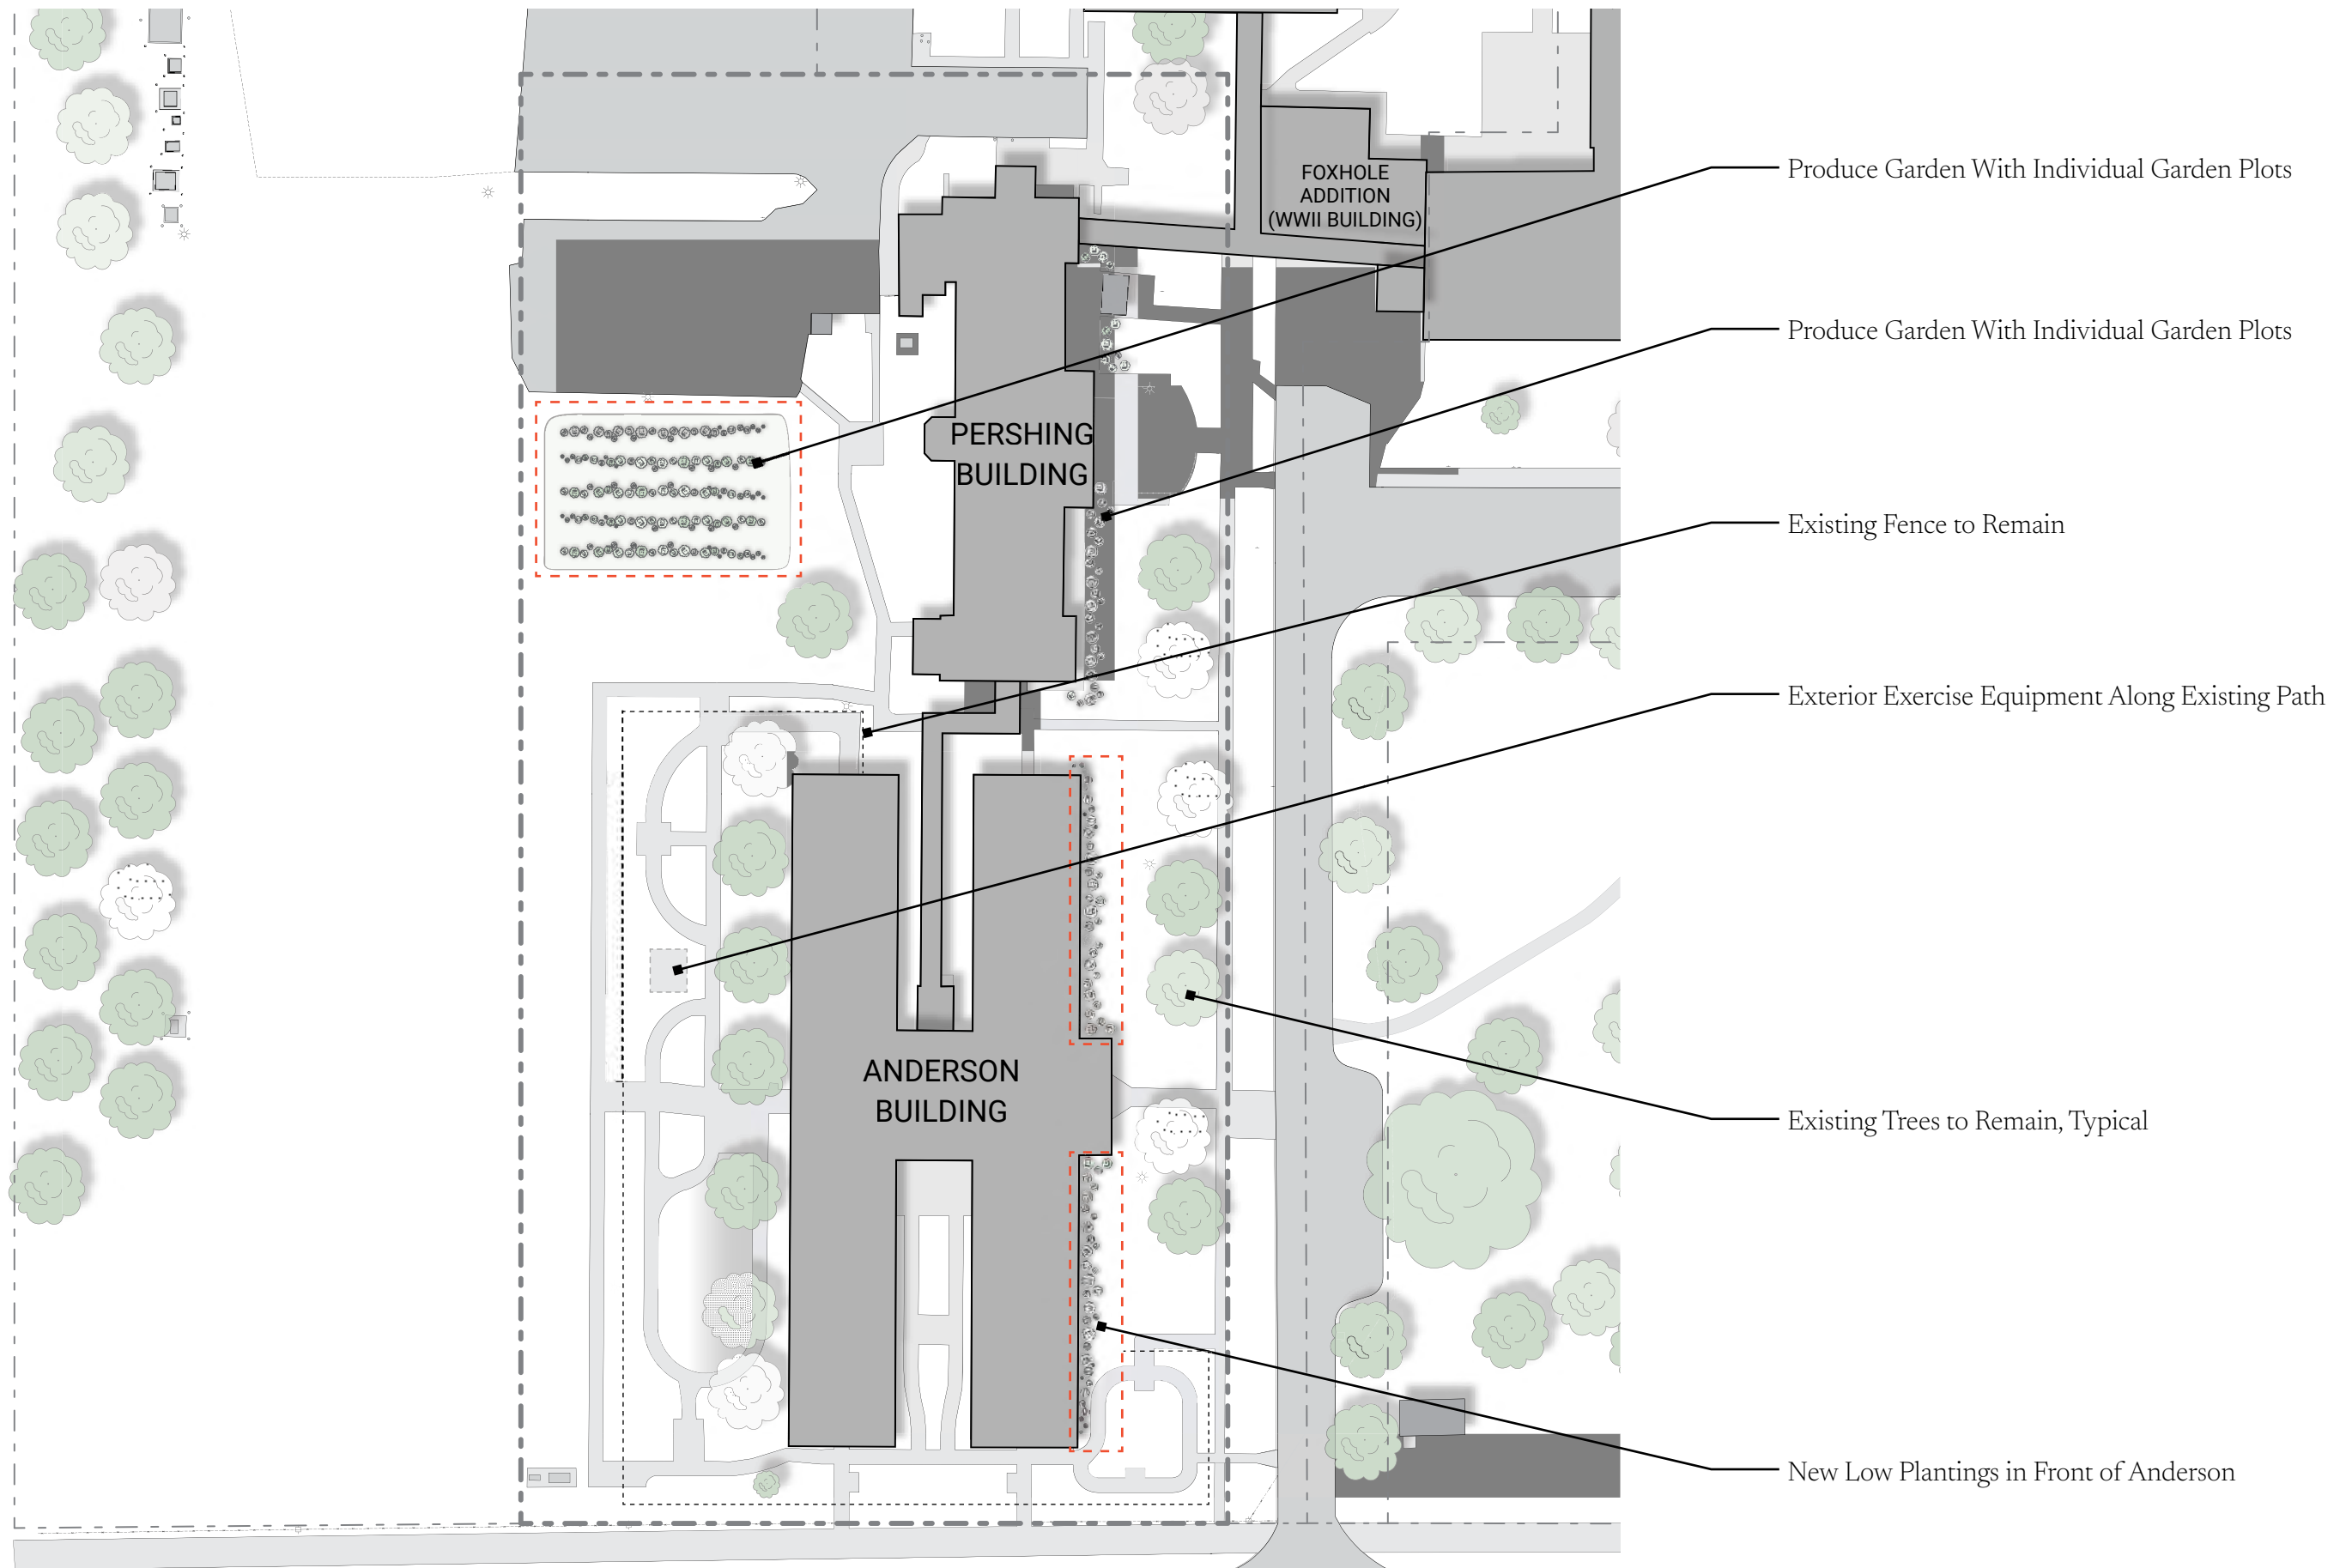 FOXHOLE
ADDITION
(WWII BUILDING)
Produce Garden With Individual Garden Plots
Produce Garden With Individual Garden Plots
PERSHING
BUILDING
Existing Fence to Remain
Exterior Exercise Equipment Along Existing Path
ANDERSON
BUILDING
Existing Trees to Remain, Typical
New Low Plantings in Front of Anderson